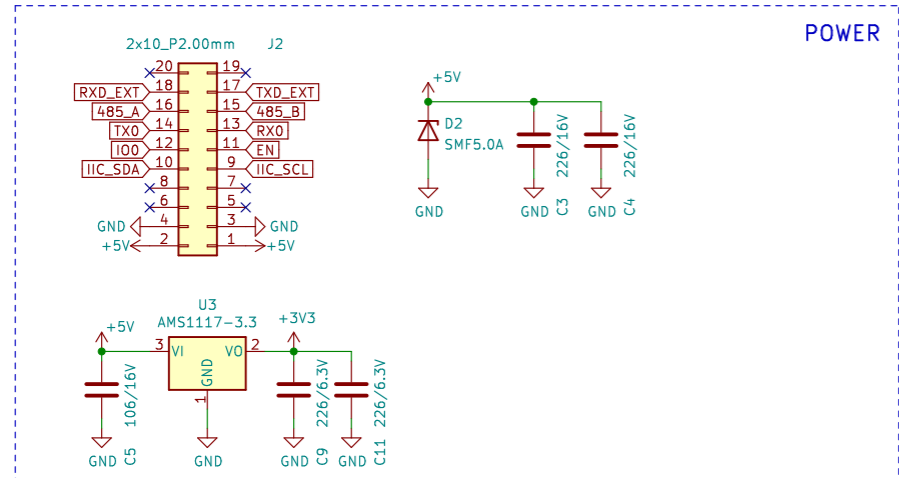 POWER
2x10_P2.00mm J2
20 19
RXD_EXT 18 17 TXD_EXT
485_A 16 15 485_B
TX0 14 13 RX0
IO0 12 11 EN
IIC_SDA 10 9 IIC_SCL
8 7
6 5
GND 4 3 GND
+5V 2 1 +5V
+5V
D2
SMF5.0A
226/16V
226/16V
GND
GND C3
GND C4
U3
AMS1117-3.3
+5V
+3V3
3 VI VO 2
GND
1
106/16V
226/6.3V
226/6.3V
GND C5
GND
GND C9
GND C11